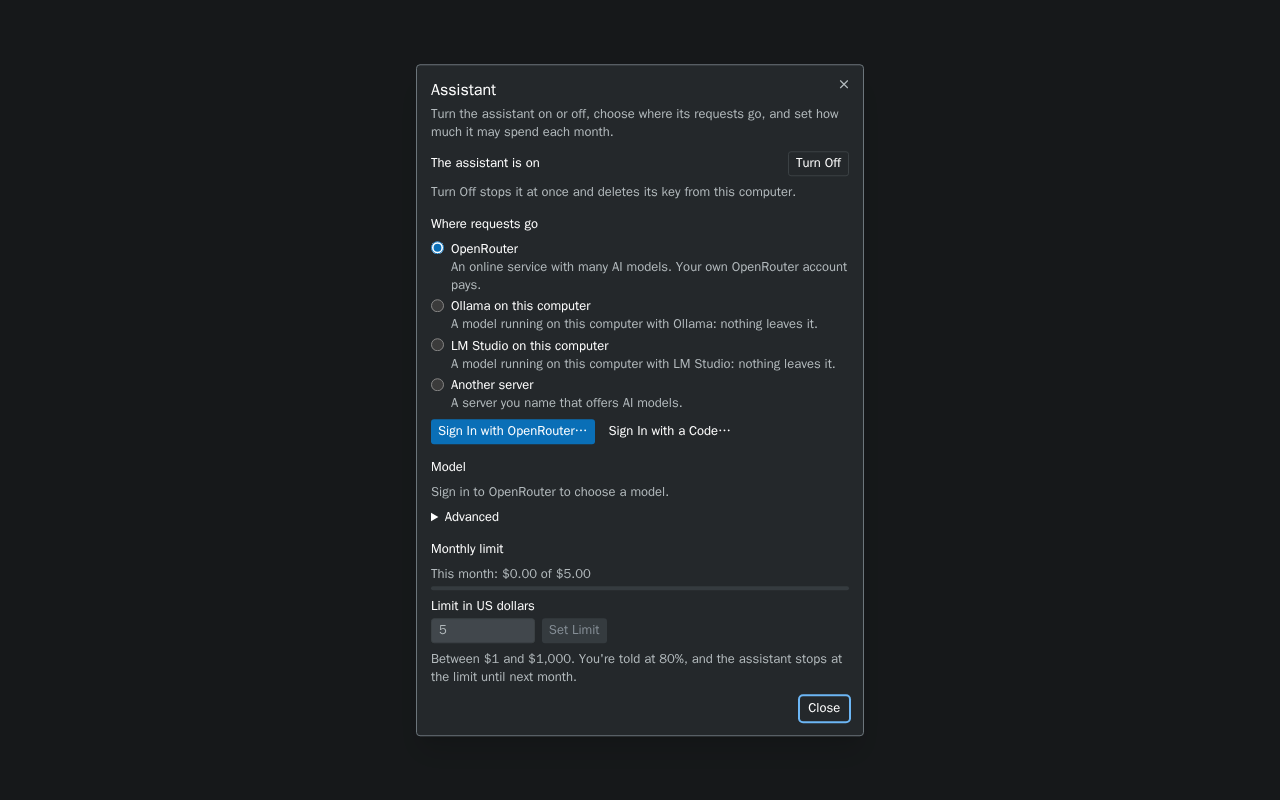 Assistant
Turn the assistant on or off, choose where its requests go, and set how
much it may spend each month.
The assistant is on
Turn Off
Turn Off stops it at once and deletes its key from this computer.
Where requests go
OpenRouter
An online service with many AI models. Your own OpenRouter account
pays.
Ollama on this computer
A model running on this computer with Ollama: nothing leaves it.
LM Studio on this computer
A model running on this computer with LM Studio: nothing leaves it.
Another server
A server you name that offers AI models.
Sign In with OpenRouter…
Sign In with a Code…
Model
Sign in to OpenRouter to choose a model.
Advanced
Monthly limit
This month: $0.00 of $5.00
Limit in US dollars
5
Set Limit
Between $1 and $1,000. You're told at 80%, and the assistant stops at
the limit until next month.
Close